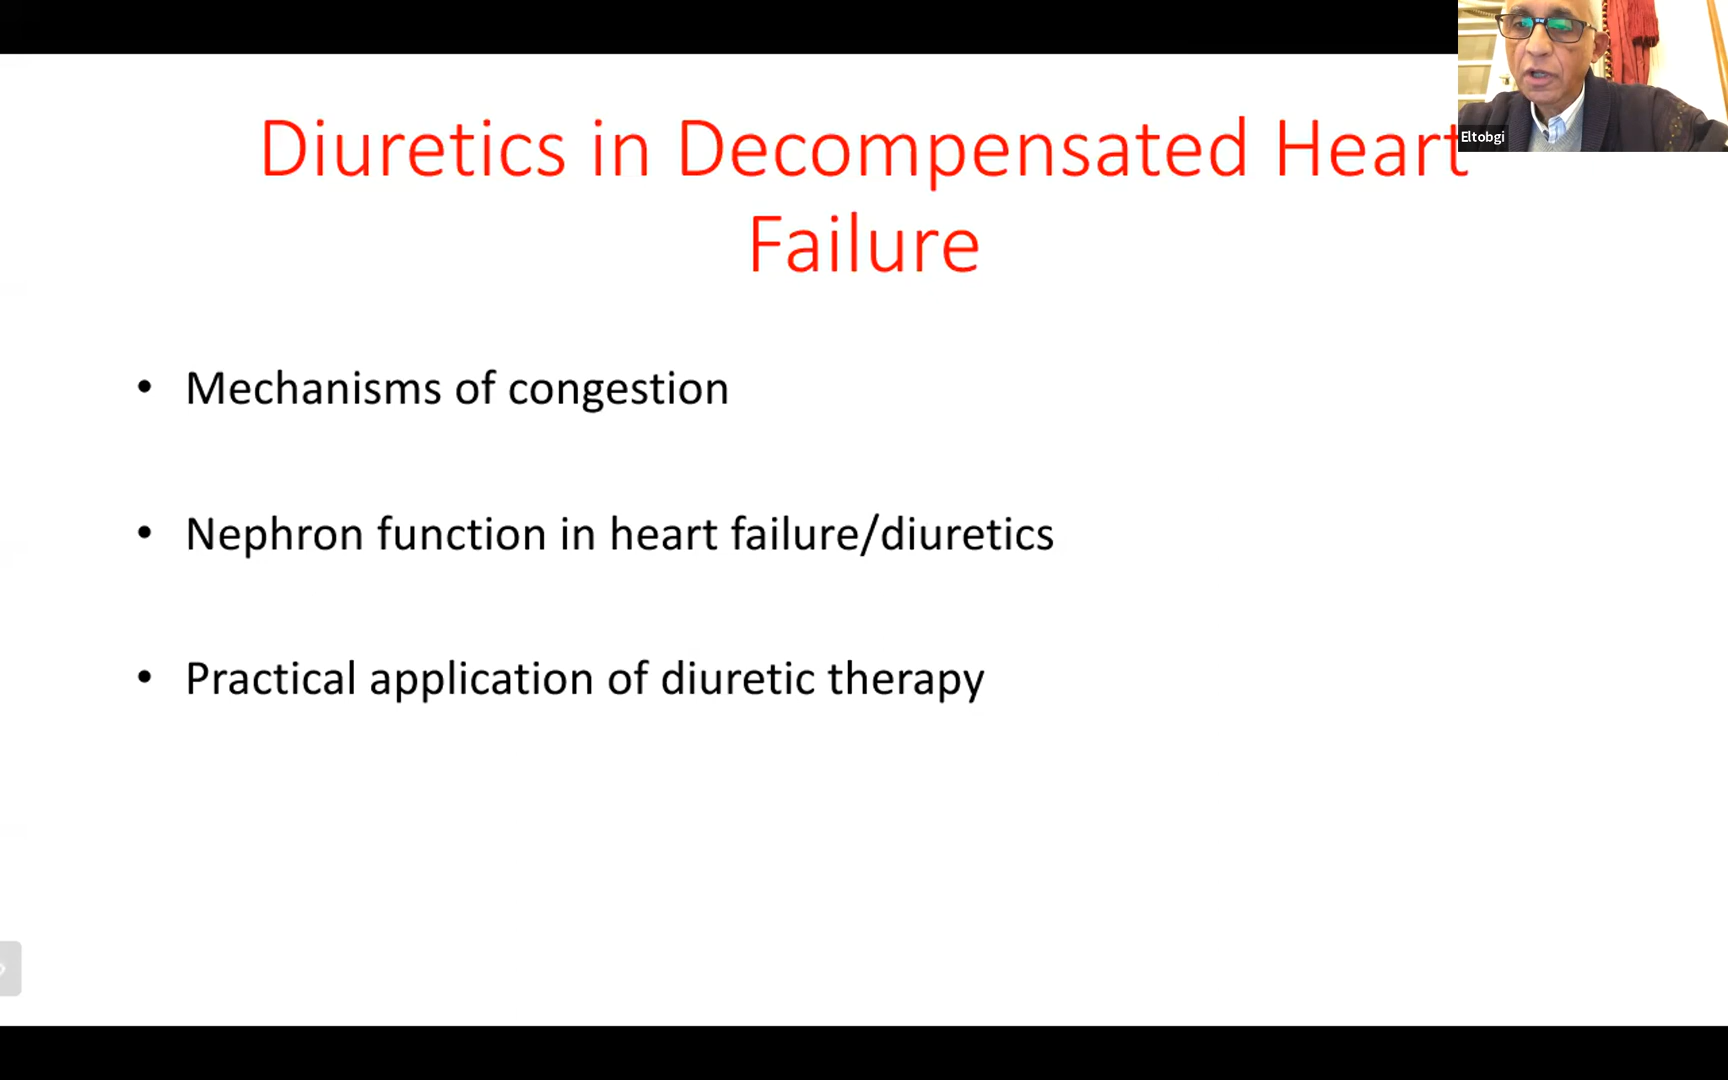 Diuretics in Decompensated Heart
Failure
Eltobgi
• Mechanisms of congestion
• Nephron function in heart failure/diuretics
• Practical application of diuretic therapy